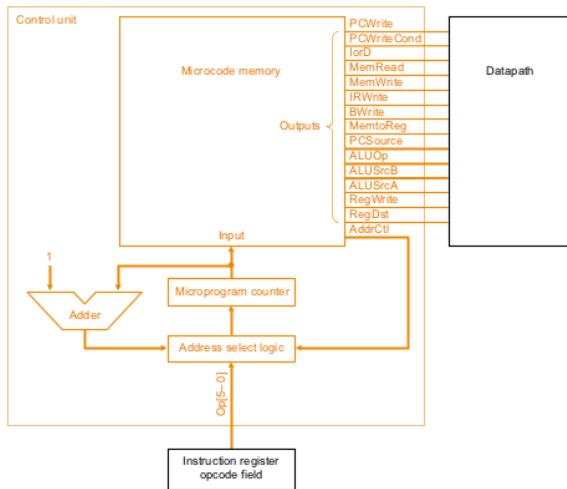 Control unit
Microcode memory
Outputs
Input
PCWrite
PCWriteCond
IorD
MemRead
MemWrite
IRWrite
BWrite
MemtoReg
PCSource
ALUOp
ALUSrcB
ALUSrcA
RegWrite
RegDst
AddrCtl
Datapath
1
Adder
Microprogram counter
Address select logic
Op[5–0]
Instruction register
opcode field